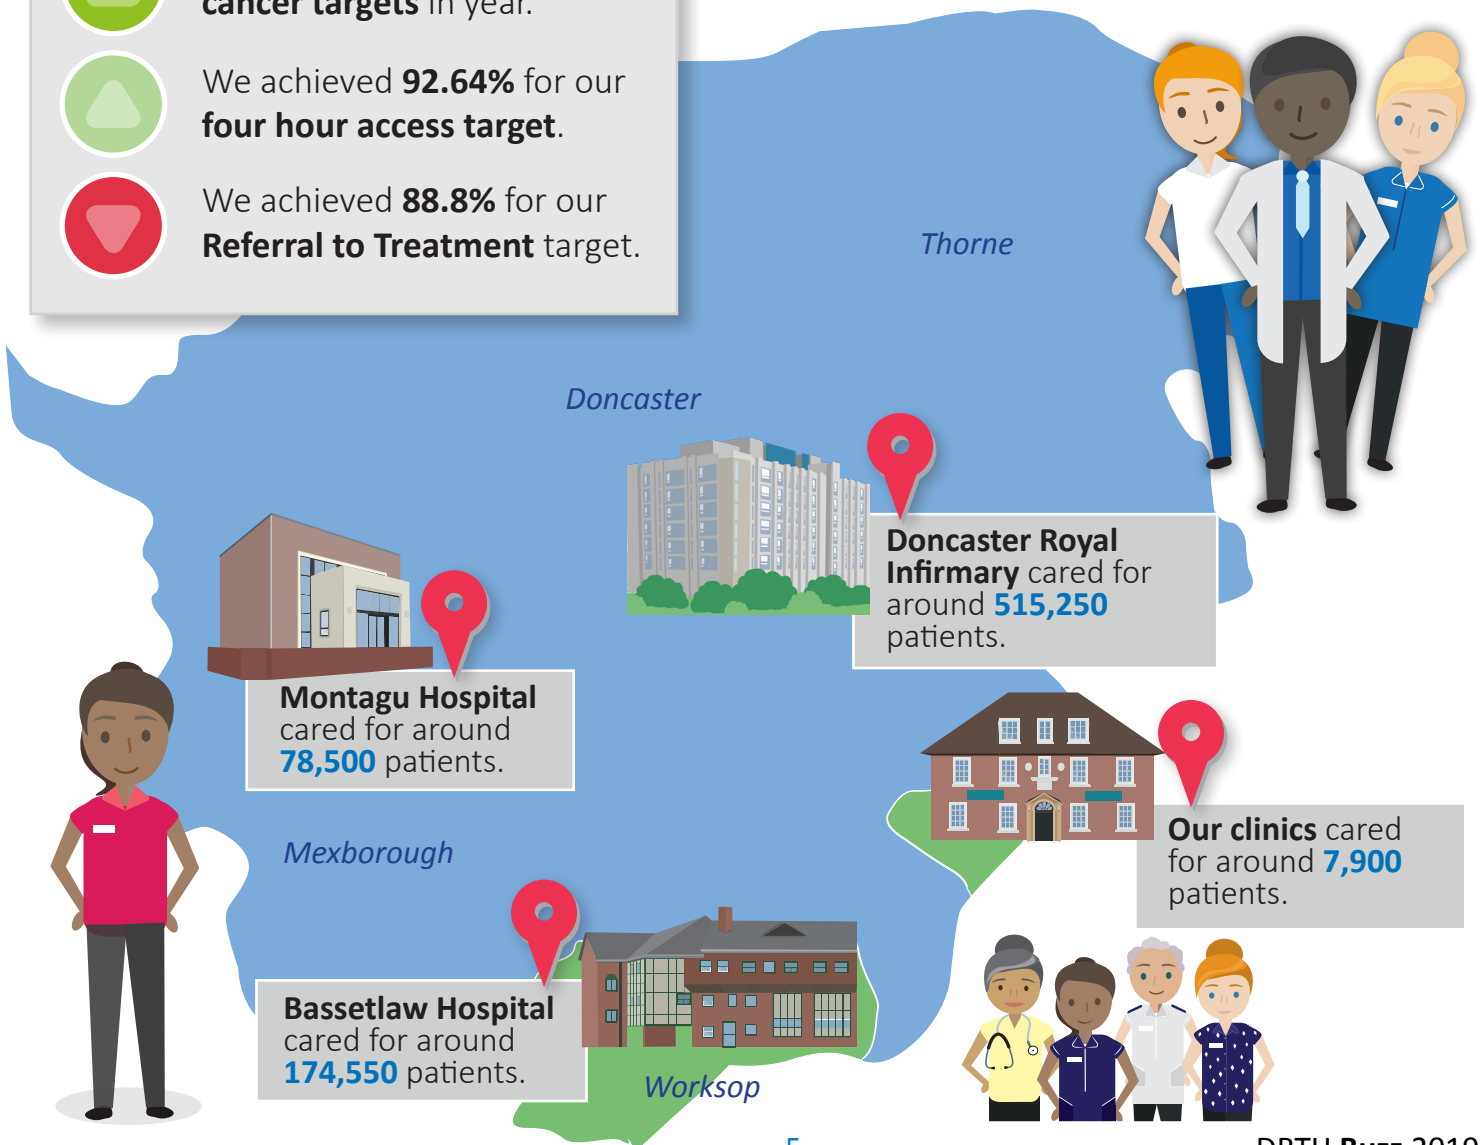 cancer targets in year.
We achieved 92.64% for our
four hour access target.
We achieved 88.8% for our
Referral to Treatment target.
Thorne
Doncaster
Doncaster Royal
Infirmary cared for
around 515,250
patients.
Montagu Hospital
cared for around
78,500 patients.
Our clinics cared
for around 7,900
patients.
Mexborough
Bassetlaw Hospital
cared for around
174,550 patients.
Worksop